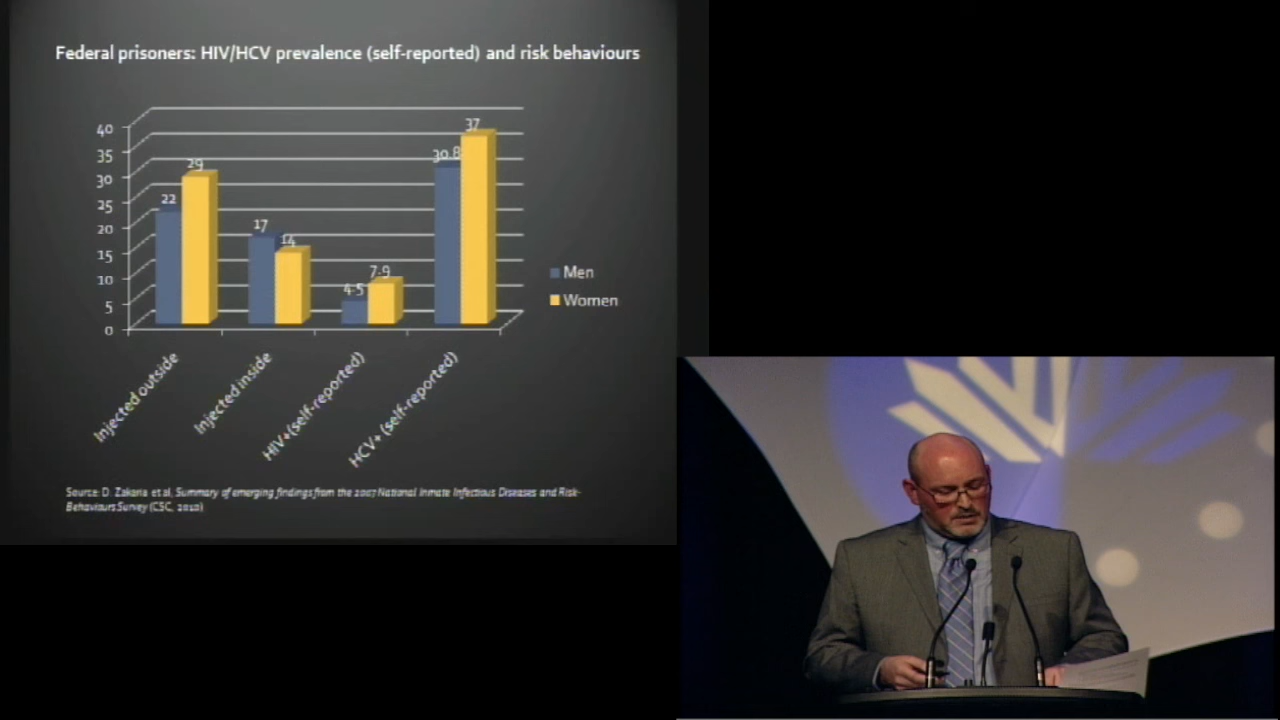 Federal prisoners: HIV/HCV prevalence (self-reported) and risk behaviours
40
35
30
25
20
15
10
5
0
22
29
17
14
4-5
7-9
30.8
37
Men
Women
Injected outside
Injected inside
HIV+(self-reported)
HCV+ (self-reported)
Source: D. Zakaria et al, Summary of emerging findings from the 2007 National Inmate Infectious Diseases and Risk-
Behaviours Survey (CSC, 2010)